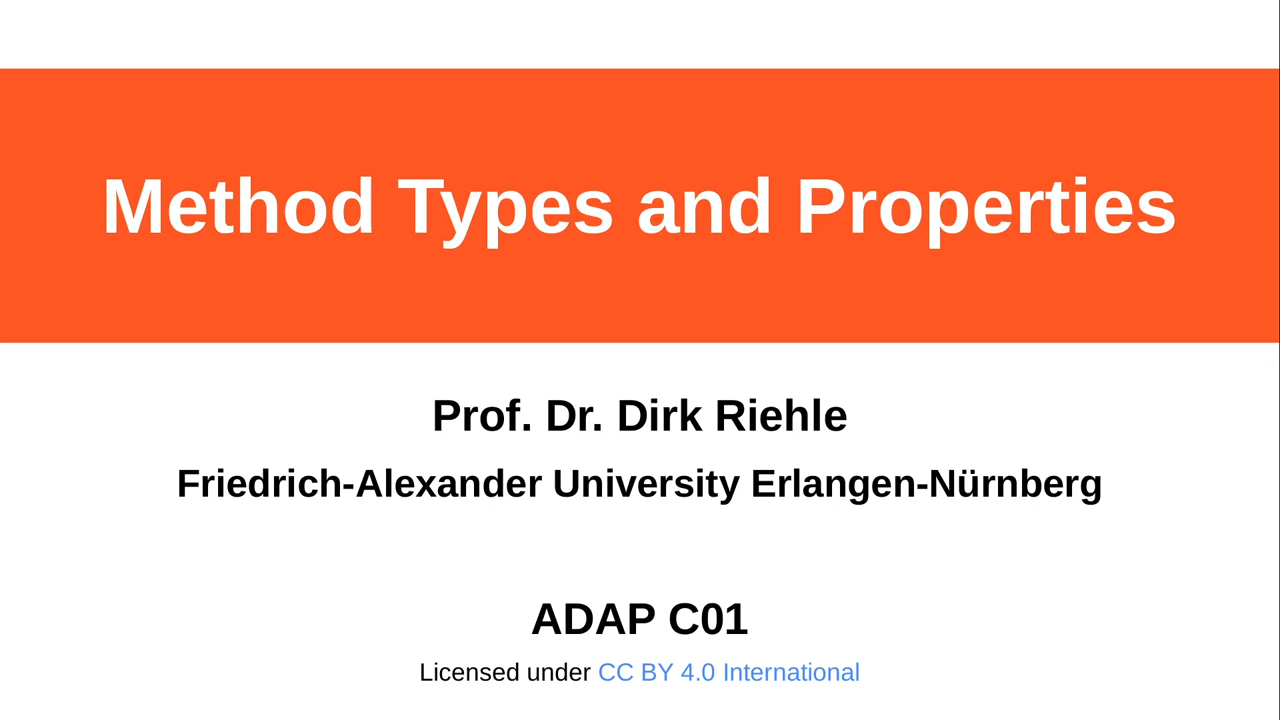 Method Types and Properties
Prof. Dr. Dirk Riehle
Friedrich-Alexander University Erlangen-Nürnberg
ADAP C01
Licensed under CC BY 4.0 International